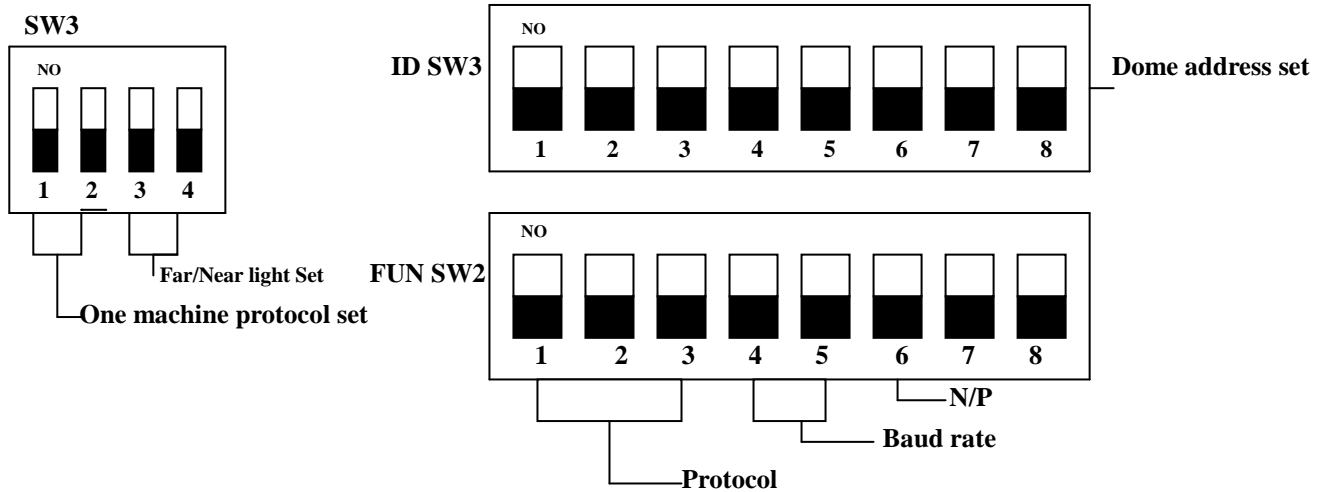 SW3
NO
1 2 3 4
Far/Near light Set
One machine protocol set
ID SW3
NO
1 2 3 4 5 6 7 8
Dome address set
FUN SW2
NO
1 2 3 4 5 6 7 8
N/P
Baud rate
Protocol